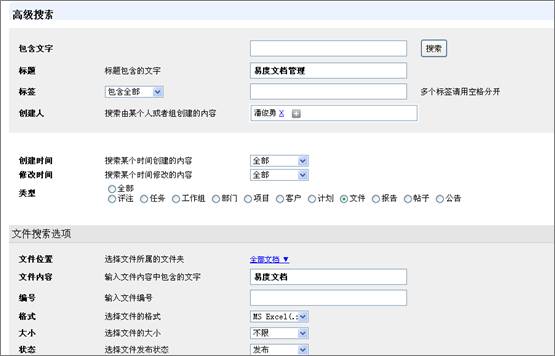 高级搜索
包含文字 搜索
标题 标题包含的文字 易度文档管理
标签 包含全部 多个标签请用空格分开
创建人 搜索由某个人或者组创建的内容 潘俊勇 X
创建时间 搜索某个时间创建的内容 全部
修改时间 搜索某个时间修改的内容 全部
类型 全部
评注 任务 工作组 部门 项目 客户 计划 文件 报告 帖子 公告
文件搜索选项
文件位置 选择文件所属的文件夹 全部文档 ▼
文件内容 输入文件内容中包含的文字 易度文档
编号 输入文件编号
格式 选择文件的格式 MS Excel(.
大小 选择文件的大小 不限
状态 选择文件发布状态 发布